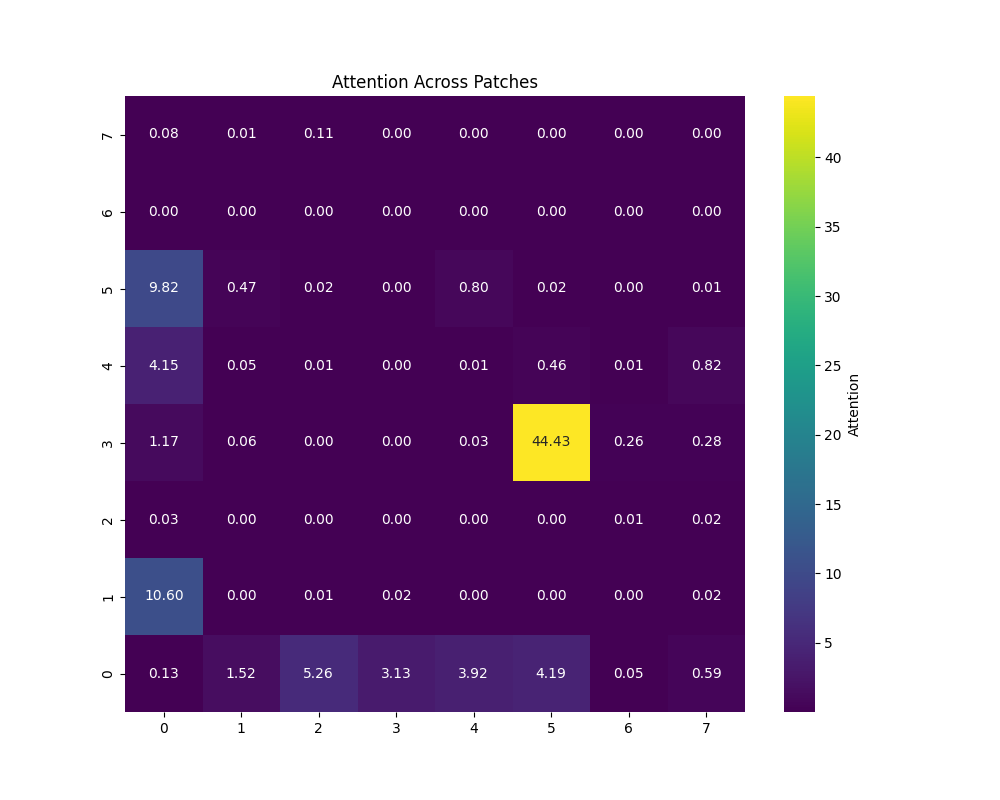 Attention Across Patches
7 0.08 0.01 0.11 0.00 0.00 0.00 0.00 0.00
6 0.00 0.00 0.00 0.00 0.00 0.00 0.00 0.00
5 9.82 0.47 0.02 0.00 0.80 0.02 0.00 0.01
4 4.15 0.05 0.01 0.00 0.01 0.46 0.01 0.82
3 1.17 0.06 0.00 0.00 0.03 44.43 0.26 0.28
2 0.03 0.00 0.00 0.00 0.00 0.00 0.01 0.02
1 10.60 0.00 0.01 0.02 0.00 0.00 0.00 0.02
0 0.13 1.52 5.26 3.13 3.92 4.19 0.05 0.59
0 1 2 3 4 5 6 7
40
35
30
25
20
15
10
5
Attention